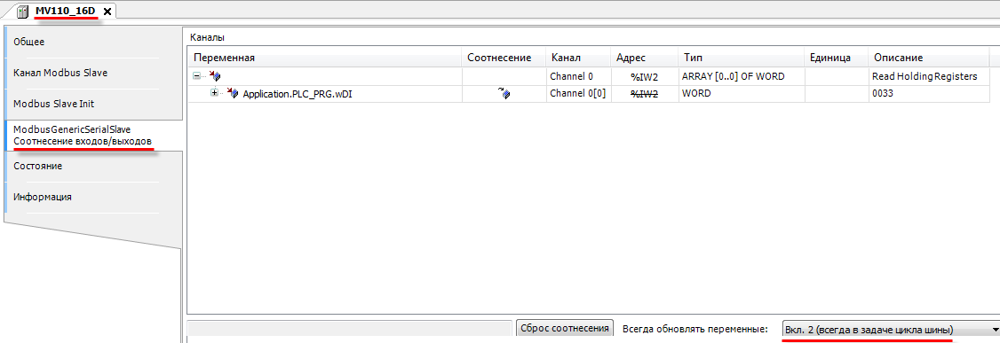 MV110_16D
Общее
Канал Modbus Slave
Modbus Slave Init
ModbusGenericSerialSlave
Соотнесение входов/выходов
Состояние
Информация
Каналы
Переменная Соотнесение Канал Адрес Тип Единица Описание
Channel 0 %IW2 ARRAY [0..0] OF WORD Read Holding Registers
Application.PLC_PRG.wDI Channel 0[0] %IW2 WORD 0033
Сброс соотнесения Всегда обновлять переменные: Вкл. 2 (всегда в задаче цикла шины)